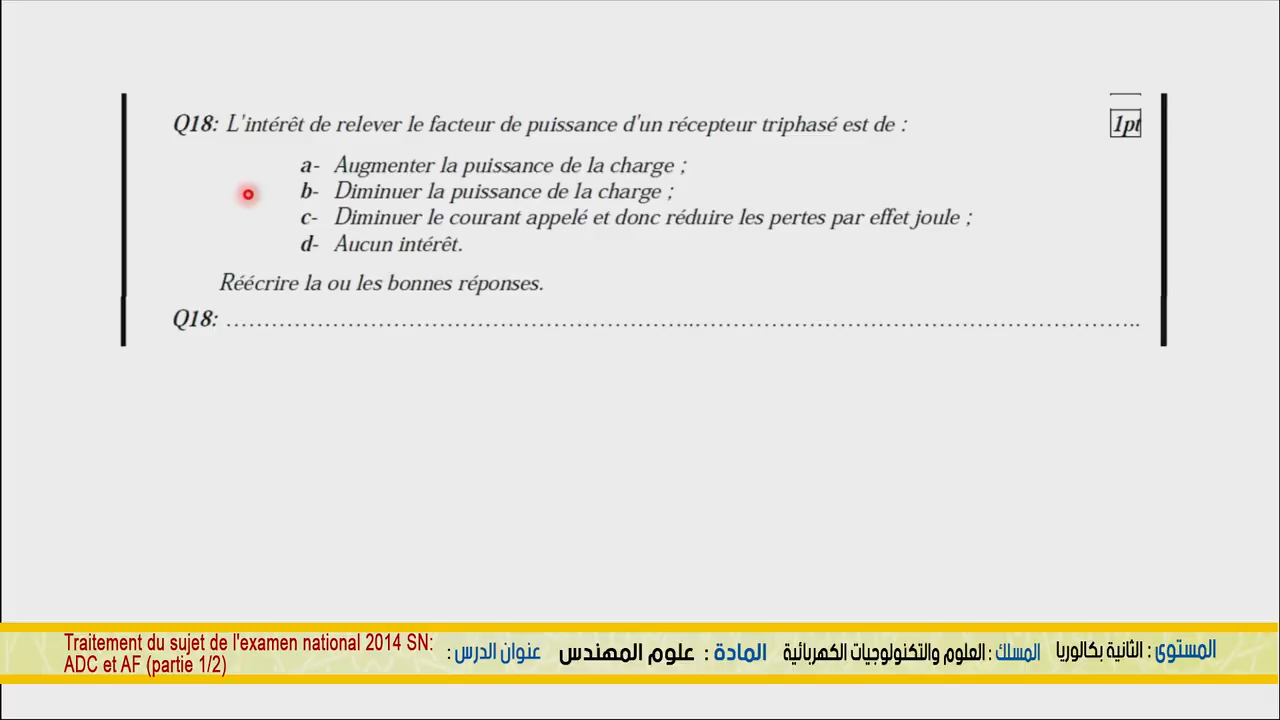 Q18: L'intérêt de relever le facteur de puissance d'un récepteur triphasé est de :
1pt
a- Augmenter la puissance de la charge ;
b- Diminuer la puissance de la charge ;
c- Diminuer le courant appelé et donc réduire les pertes par effet joule ;
d- Aucun intérêt.
Réécrire la ou les bonnes réponses.
Q18: ……………………………………………………...…………………………………………………..
المستوى : الثانية بكالوريا المسلك : العلوم والتكنولوجيات الكهربائية المادة : علوم المهندس عنوان الدرس :
Traitement du sujet de l'examen national 2014 SN:
ADC et AF (partie 1/2)